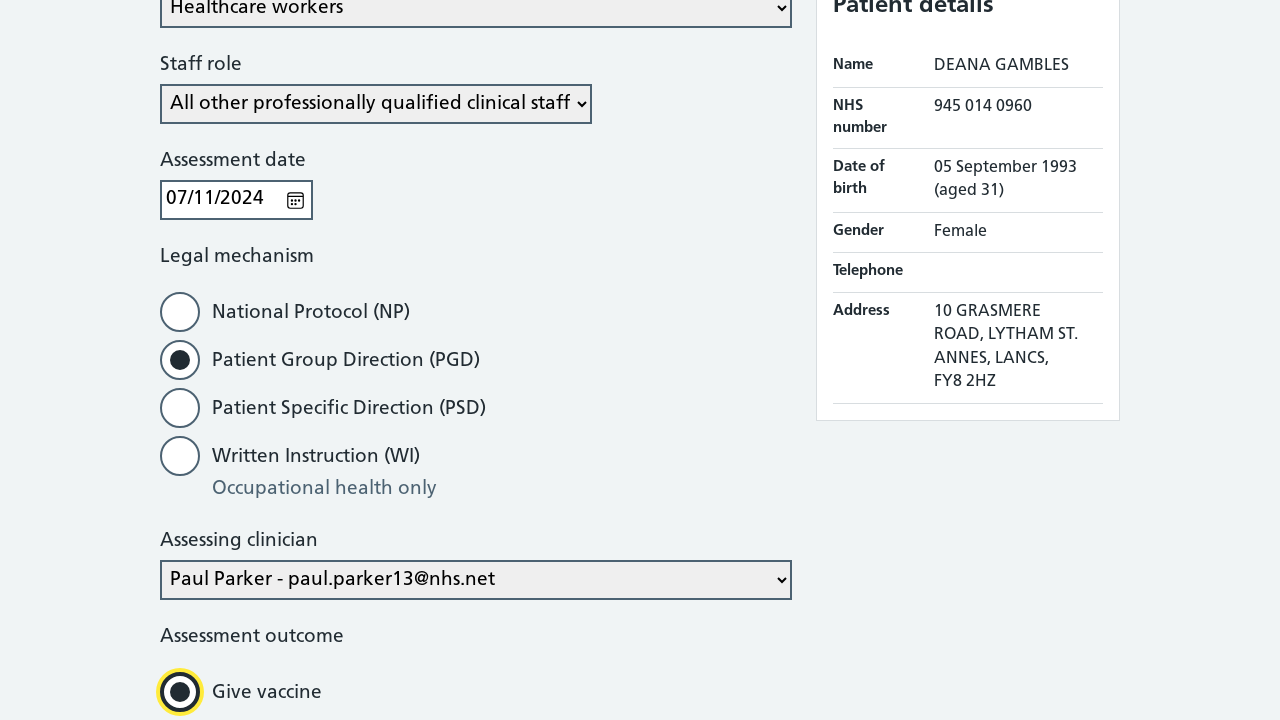 Healthcare workers
Staff role
All other professionally qualified clinical staff
Assessment date
07/11/2024
Legal mechanism
National Protocol (NP)
Patient Group Direction (PGD)
Patient Specific Direction (PSD)
Written Instruction (WI)
Occupational health only
Assessing clinician
Paul Parker - paul.parker13@nhs.net
Assessment outcome
Give vaccine
Patient details
Name DEANA GAMBLES
NHS number 945 014 0960
Date of birth 05 September 1993
(aged 31)
Gender Female
Telephone
Address 10 GRASMERE
ROAD, LYTHAM ST.
ANNES, LANCS,
FY8 2HZ